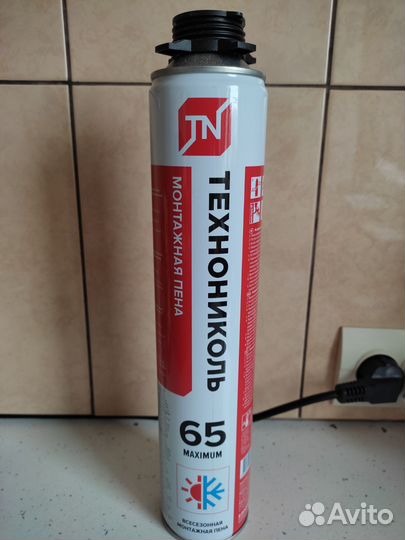 TN
МОНТАЖНАЯ ПЕНА
ТЕХНОНИКОЛЬ
65
MAXIMUM
ВСЕСЕЗОННАЯ
МОНТАЖНАЯ ПЕНА
Avito